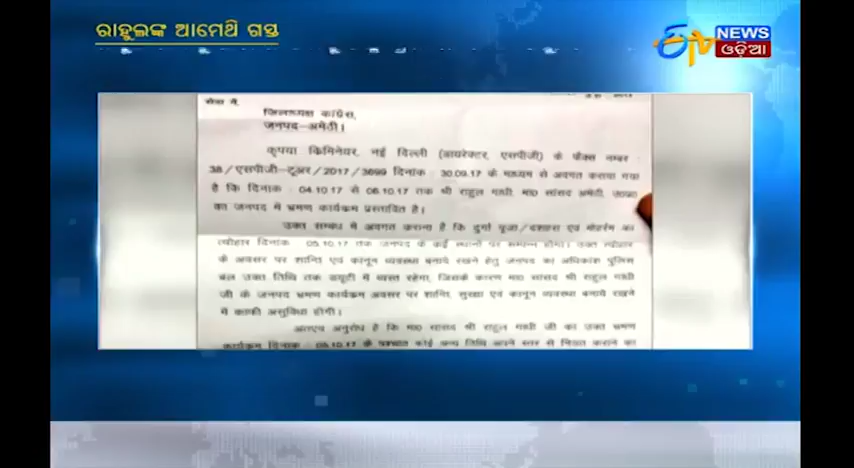 ରାହୁଲଙ୍କ ଆମେଥି ଗସ୍ତ
ETV NEWS
ଓଡ଼ିଆ
सेवा में,
जिलाध्यक्ष कांग्रेस,
जनपद–अमेठी।
कृपया किमिनेयर, नई दिल्ली (डायरेक्टर, एसपीजी) के फैक्स नम्बर :
38/एसपीजी–टूअर/2017/3699 दिनांक : 30.09.17 के माध्यम से अवगत कराया गया
है कि दिनांक : 04.10.17 से 06.10.17 तक श्री राहुल गांधी, मा0 सांसद अमेठी,
का जनपद में भ्रमण कार्यक्रम प्रस्तावित है।
उक्त सम्बंध में अवगत कराना है कि दुर्गा पूजा/दशहरा एवं मोहर्रम का
त्योहार दिनांक : 05.10.17 तक जनपद के कई स्थानों पर सम्पन्न होगा। उक्त त्योहार
के अवसर पर शान्ति एवं कानून व्यवस्था बनाये रखने हेतु जनपद का अधिकांश पुलिस
बल उक्त तिथि तक डयूटी में व्यस्त रहेगा, जिसके कारण मा0 सांसद श्री राहुल गांधी
जी के जनपद भ्रमण कार्यक्रम अवसर पर शान्ति, सुरक्षा एवं कानून व्यवस्था बनाये रखने
में काफी असुविधा होगी।
अतएव अनुरोध है कि मा0 सांसद श्री राहुल गांधी जी का उक्त भ्रमण
कार्यक्रम दिनांक : 05.10.17 के पश्चात कोई अन्य तिथि अपने स्तर से नियत कराने का
ETV NEWS